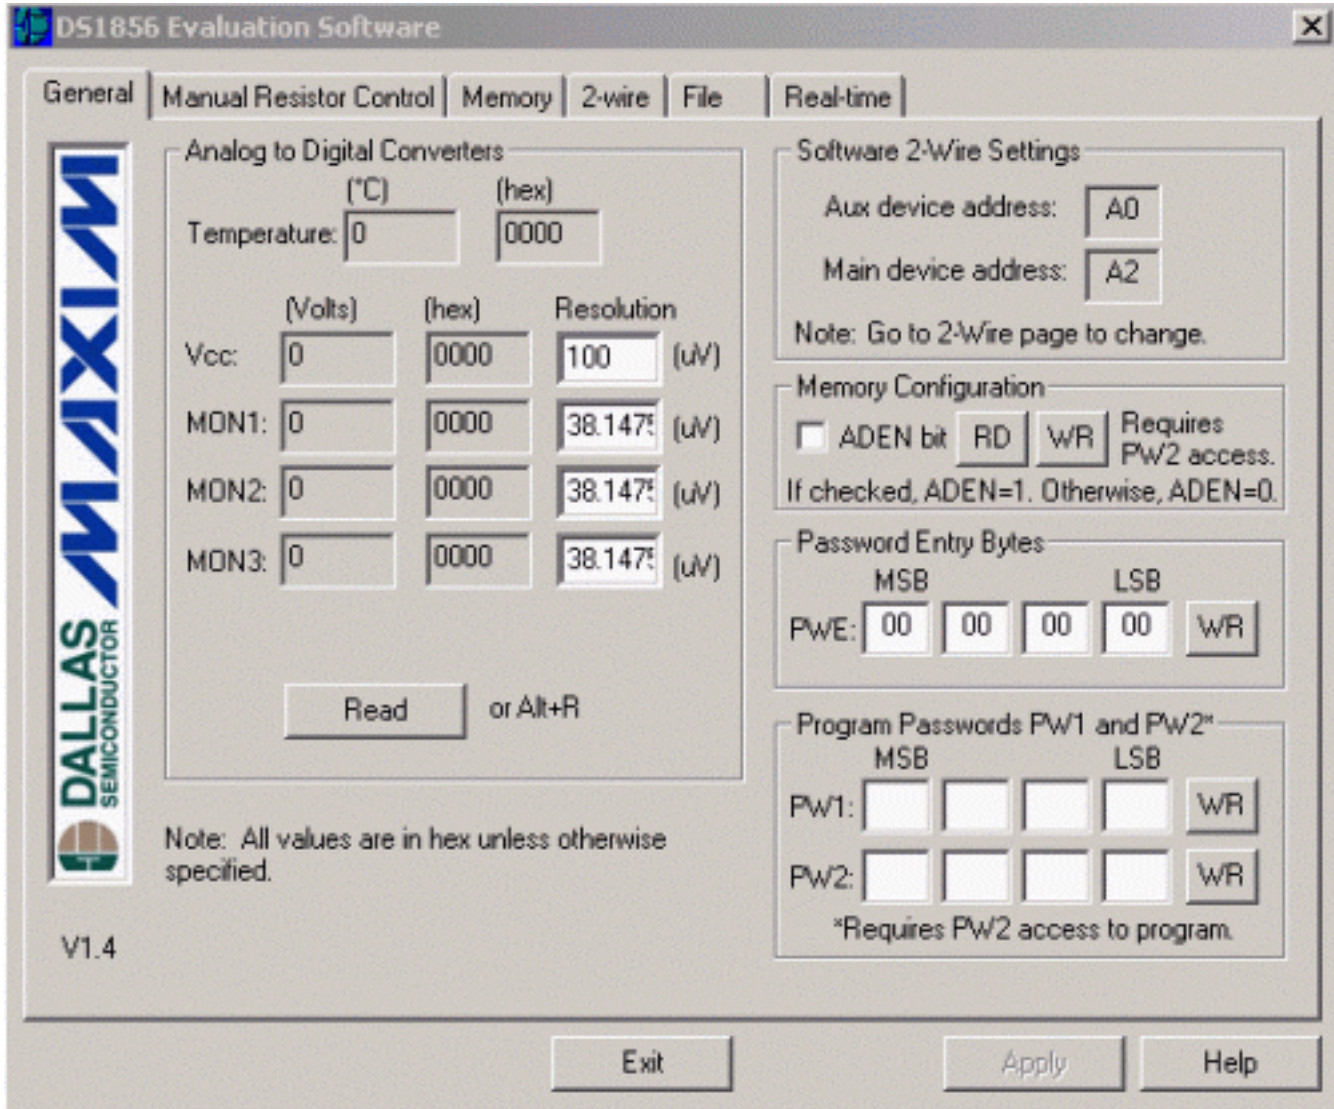 DS1856 Evaluation Software
General Manual Resistor Control Memory 2-wire File Real-time
MAXIM
DALLAS
SEMICONDUCTOR
V1.4
Analog to Digital Converters
(°C) (hex)
Temperature: 0 0000
(Volts) (hex) Resolution
Vcc: 0 0000 100 (uV)
MON1: 0 0000 38.1475 (uV)
MON2: 0 0000 38.1475 (uV)
MON3: 0 0000 38.1475 (uV)
Read or Alt+R
Note: All values are in hex unless otherwise
specified.
Software 2-Wire Settings
Aux device address: A0
Main device address: A2
Note: Go to 2-Wire page to change.
Memory Configuration
ADEN bit RD WR Requires
PW2 access.
If checked, ADEN=1. Otherwise, ADEN=0.
Password Entry Bytes
MSB LSB
PWE: 00 00 00 00 WR
Program Passwords PW1 and PW2*
MSB LSB
PW1: WR
PW2: WR
*Requires PW2 access to program.
Exit Apply Help